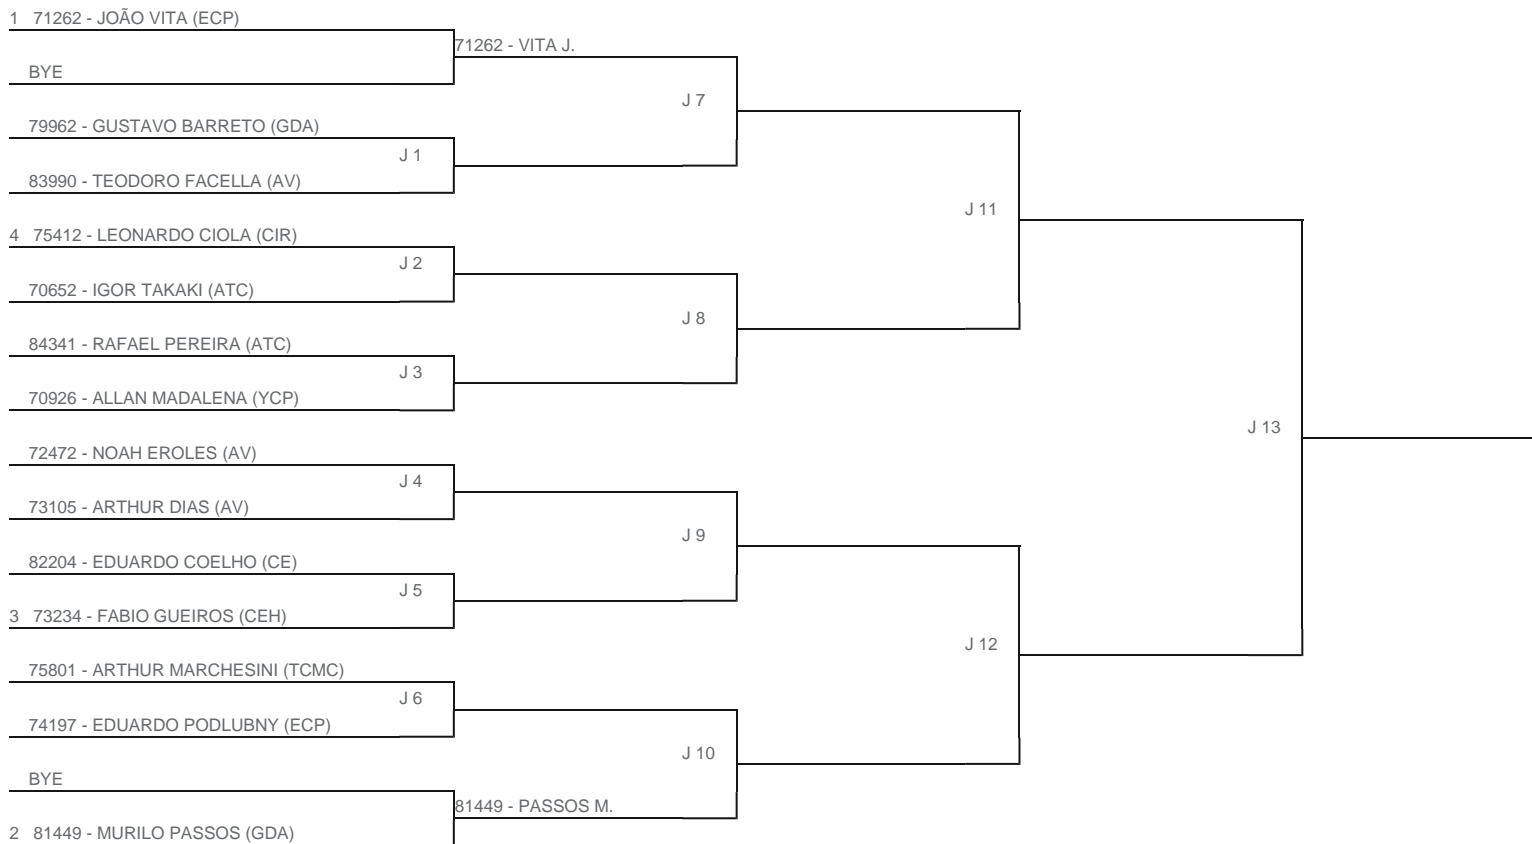 1 71262 - JOÃO VITA (ECP)
71262 - VITA J.
BYE
J 7
79962 - GUSTAVO BARRETO (GDA)
J 1
83990 - TEODORO FACELLA (AV)
J 11
4 75412 - LEONARDO CIOLA (CIR)
J 2
70652 - IGOR TAKAKI (ATC)
J 8
84341 - RAFAEL PEREIRA (ATC)
J 3
70926 - ALLAN MADALENA (YCP)
J 13
72472 - NOAH EROLES (AV)
J 4
73105 - ARTHUR DIAS (AV)
J 9
82204 - EDUARDO COELHO (CE)
J 5
3 73234 - FABIO GUEIROS (CEH)
J 12
75801 - ARTHUR MARCHESINI (TCMC)
J 6
74197 - EDUARDO PODLUBNY (ECP)
J 10
BYE
81449 - PASSOS M.
2 81449 - MURILO PASSOS (GDA)